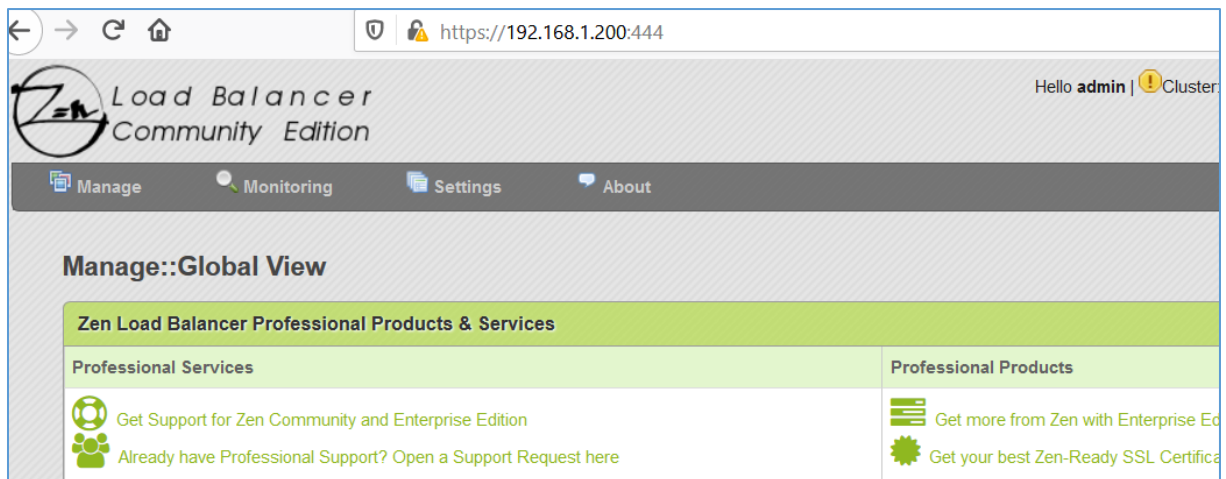 https://192.168.1.200:444
Zen Load Balancer
Community Edition
Hello admin | Cluster:
Manage Monitoring Settings About
Manage::Global View
Zen Load Balancer Professional Products & Services
Professional Services Professional Products
Get Support for Zen Community and Enterprise Edition Get more from Zen with Enterprise Ed
Already have Professional Support? Open a Support Request here Get your best Zen-Ready SSL Certifica